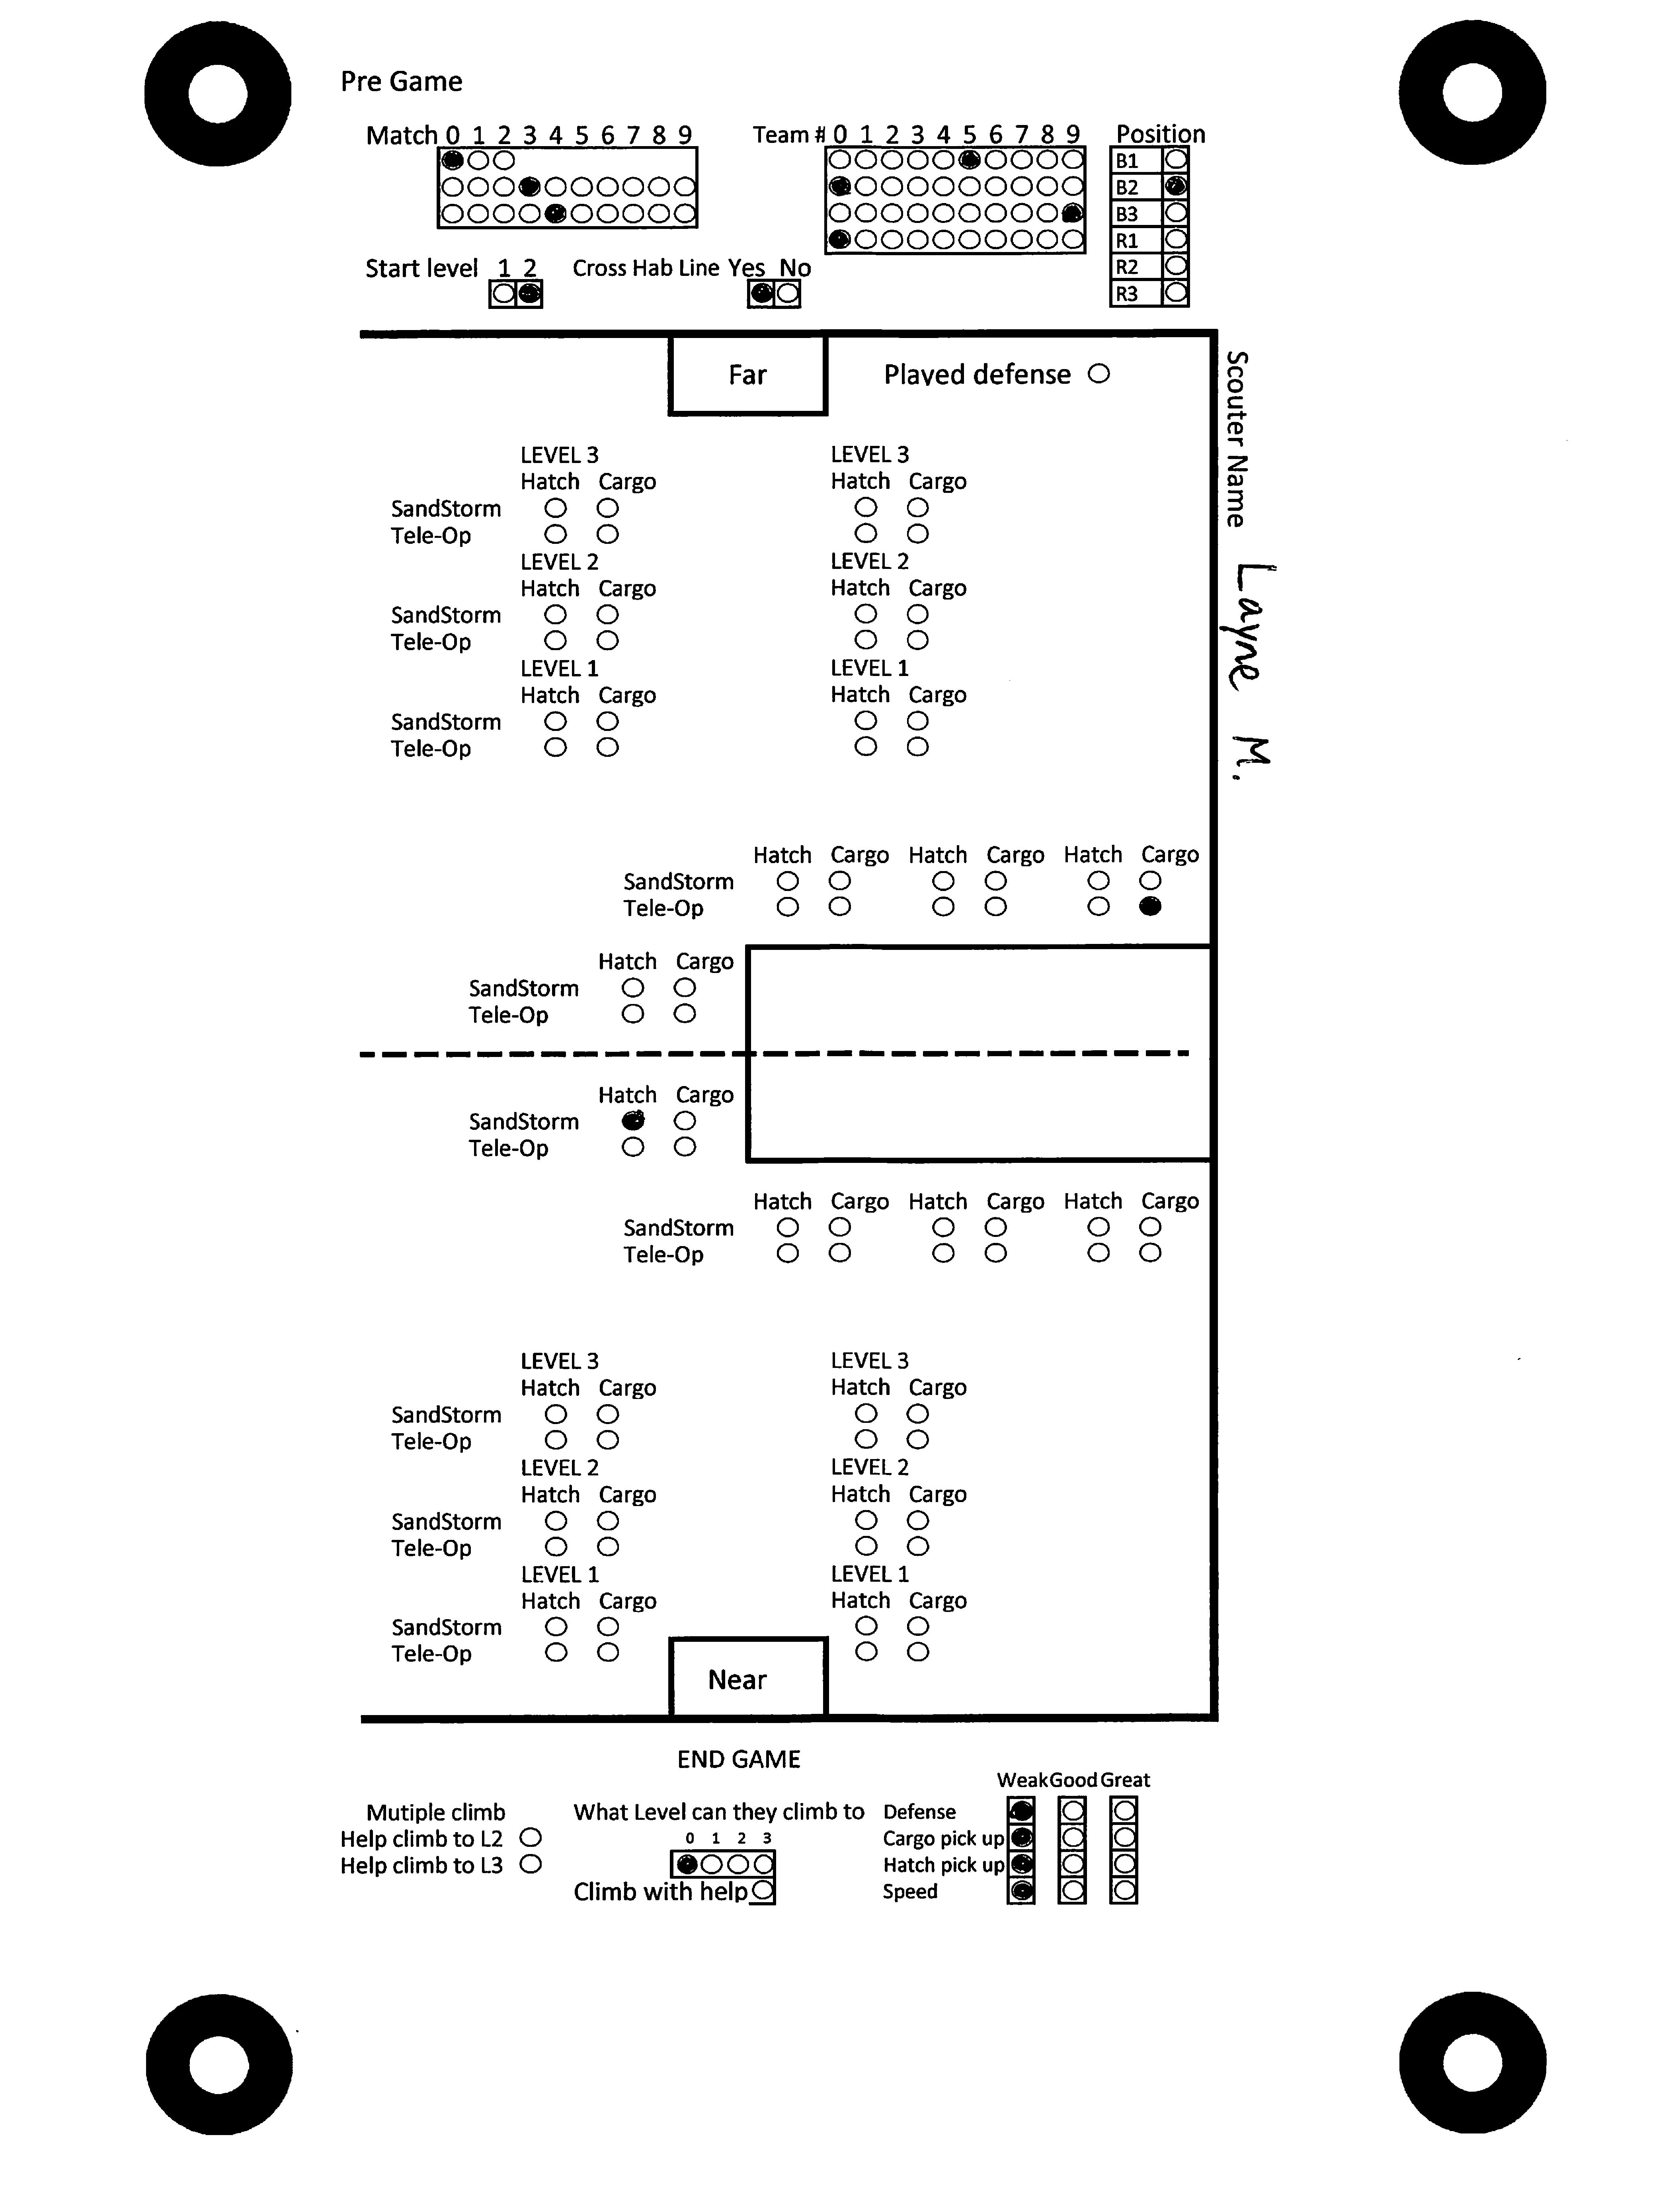 Pre Game
Match 0 1 2 3 4 5 6 7 8 9
Team # 0 1 2 3 4 5 6 7 8 9
Position
B1
B2
B3
R1
R2
R3
Start level 1 2
Cross Hab Line Yes No
Far
Played defense
Scouter Name Layne M.
LEVEL 3 LEVEL 3
Hatch Cargo Hatch Cargo
SandStorm
Tele-Op
LEVEL 2 LEVEL 2
Hatch Cargo Hatch Cargo
SandStorm
Tele-Op
LEVEL 1 LEVEL 1
Hatch Cargo Hatch Cargo
SandStorm
Tele-Op
Hatch Cargo Hatch Cargo Hatch Cargo
SandStorm
Tele-Op
Hatch Cargo
SandStorm
Tele-Op
Hatch Cargo
SandStorm
Tele-Op
Hatch Cargo Hatch Cargo Hatch Cargo
SandStorm
Tele-Op
LEVEL 3 LEVEL 3
Hatch Cargo Hatch Cargo
SandStorm
Tele-Op
LEVEL 2 LEVEL 2
Hatch Cargo Hatch Cargo
SandStorm
Tele-Op
LEVEL 1 LEVEL 1
Hatch Cargo Hatch Cargo
SandStorm
Tele-Op
Near
END GAME
Mutiple climb
Help climb to L2
Help climb to L3
What Level can they climb to
0 1 2 3
Climb with help
Weak Good Great
Defense
Cargo pick up
Hatch pick up
Speed